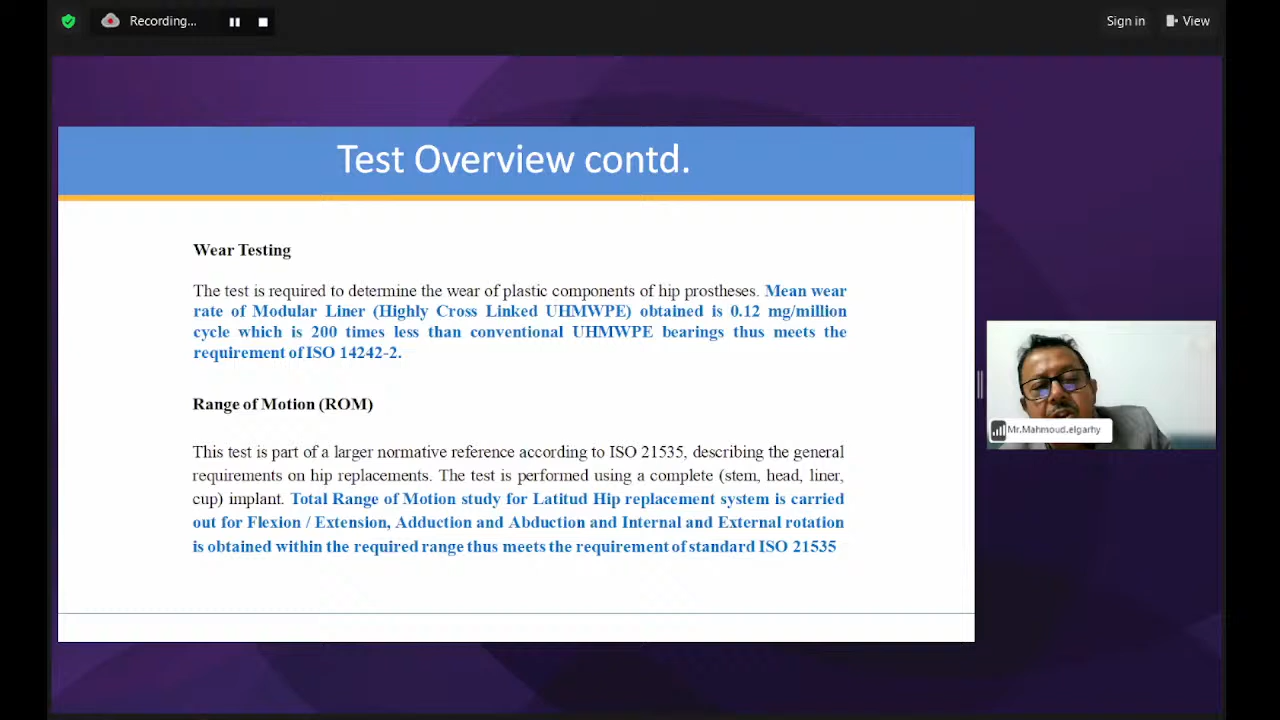 Recording...
Sign in
View
Test Overview contd.
Wear Testing
The test is required to determine the wear of plastic components of hip prostheses. Mean wear
rate of Modular Liner (Highly Cross Linked UHMWPE) obtained is 0.12 mg/million
cycle which is 200 times less than conventional UHMWPE bearings thus meets the
requirement of ISO 14242-2.
Range of Motion (ROM)
This test is part of a larger normative reference according to ISO 21535, describing the general
requirements on hip replacements. The test is performed using a complete (stem, head, liner,
cup) implant. Total Range of Motion study for Latitud Hip replacement system is carried
out for Flexion / Extension, Adduction and Abduction and Internal and External rotation
is obtained within the required range thus meets the requirement of standard ISO 21535
Mr.Mahmoud.elgarhy